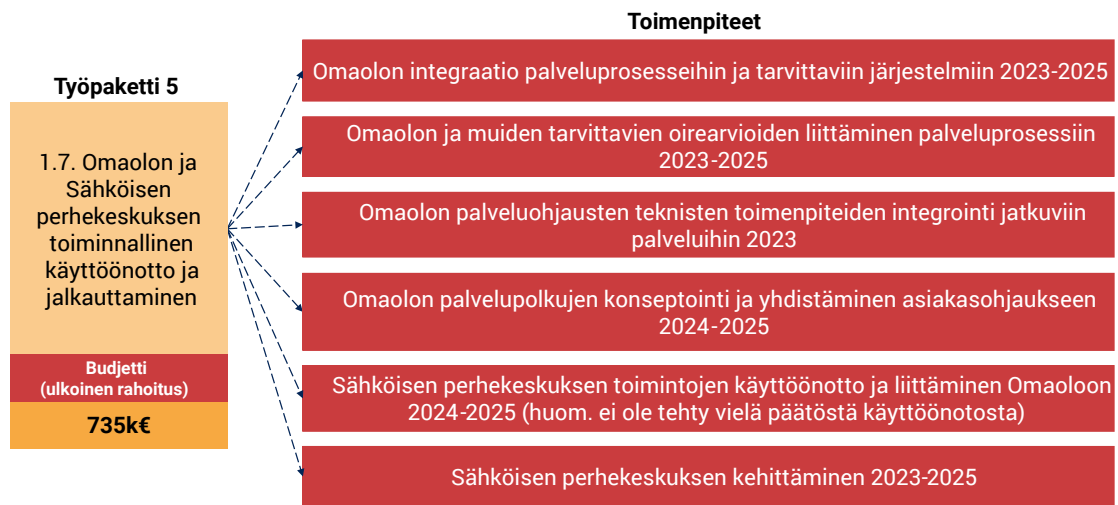 Toimenpiteet
Työpaketti 5
1.7. Omaolon ja
Sähköisen
perhekeskuksen
toiminnallinen
käyttöönotto ja
jalkauttaminen
Budjetti
(ulkoinen rahoitus)
735k€
Omaolon integraatio palveluprosesseihin ja tarvittaviin järjestelmiin 2023-2025
Omaolon ja muiden tarvittavien oirearvioiden liittäminen palveluprosessiin
2023-2025
Omaolon palveluohjausten teknisten toimenpiteiden integrointi jatkuviin
palveluihin 2023
Omaolon palvelupolkujen konseptointi ja yhdistäminen asiakasohjaukseen
2024-2025
Sähköisen perhekeskuksen toimintojen käyttöönotto ja liittäminen Omaoloon
2024-2025 (huom. ei ole tehty vielä päätöstä käyttöönotosta)
Sähköisen perhekeskuksen kehittäminen 2023-2025